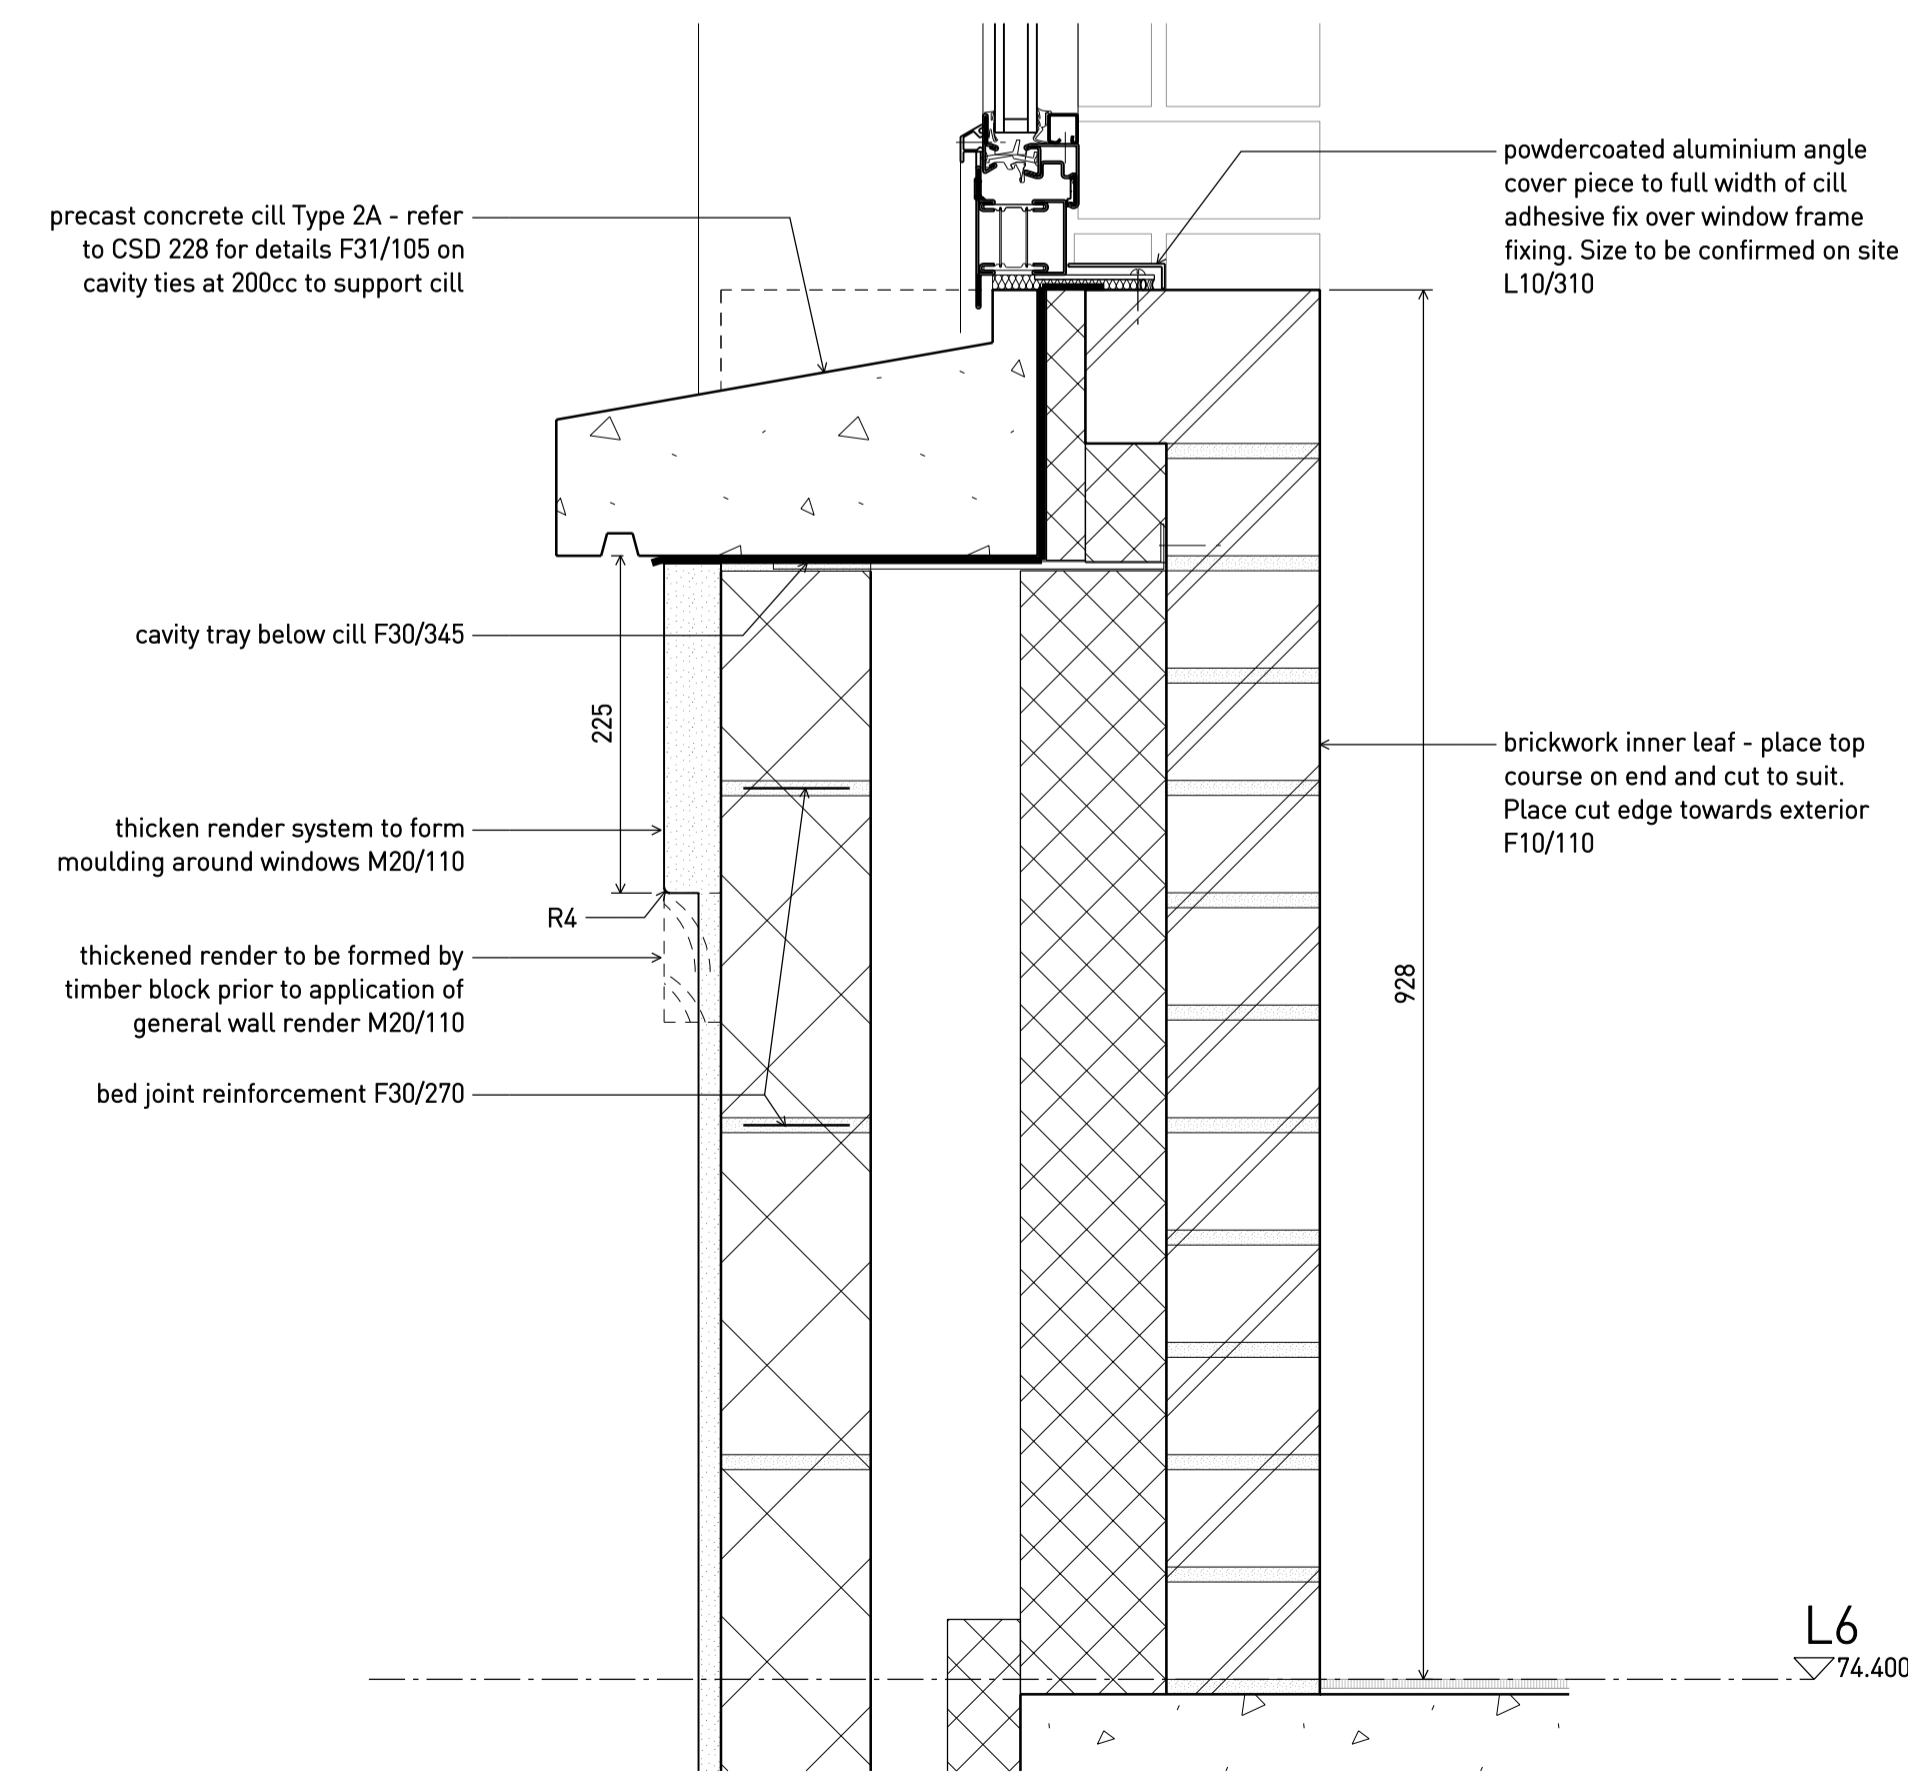 precast concrete cill Type 2A - refer
to CSD 228 for details F31/105 on
cavity ties at 200cc to support cill
powdercoated aluminium angle
cover piece to full width of cill
adhesive fix over window frame
fixing. Size to be confirmed on site
L10/310
cavity tray below cill F30/345
225
thicken render system to form
moulding around windows M20/110
R4
thickened render to be formed by
timber block prior to application of
general wall render M20/110
bed joint reinforcement F30/270
brickwork inner leaf - place top
course on end and cut to suit.
Place cut edge towards exterior
F10/110
928
L6
74.400